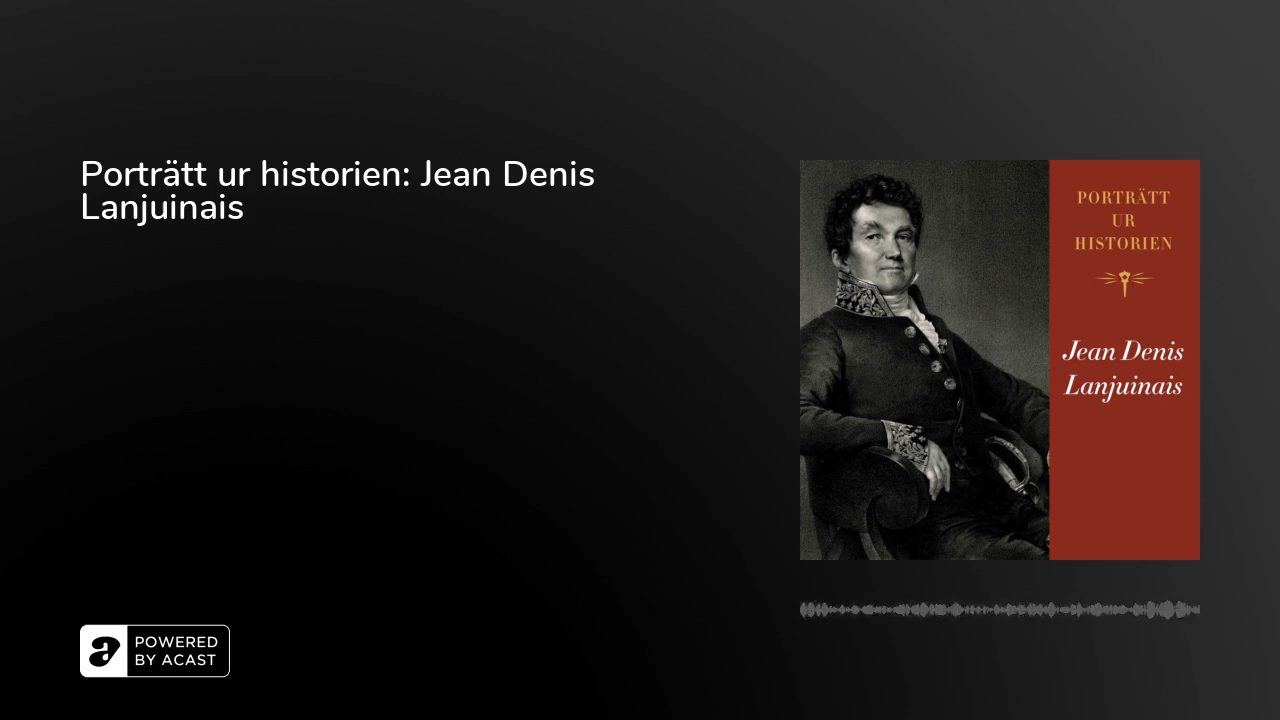 Porträtt ur historien: Jean Denis
Lanjuinais
PORTRÄTT
UR
HISTORIEN
Jean Denis
Lanjuinais
a POWERED
BY ACAST